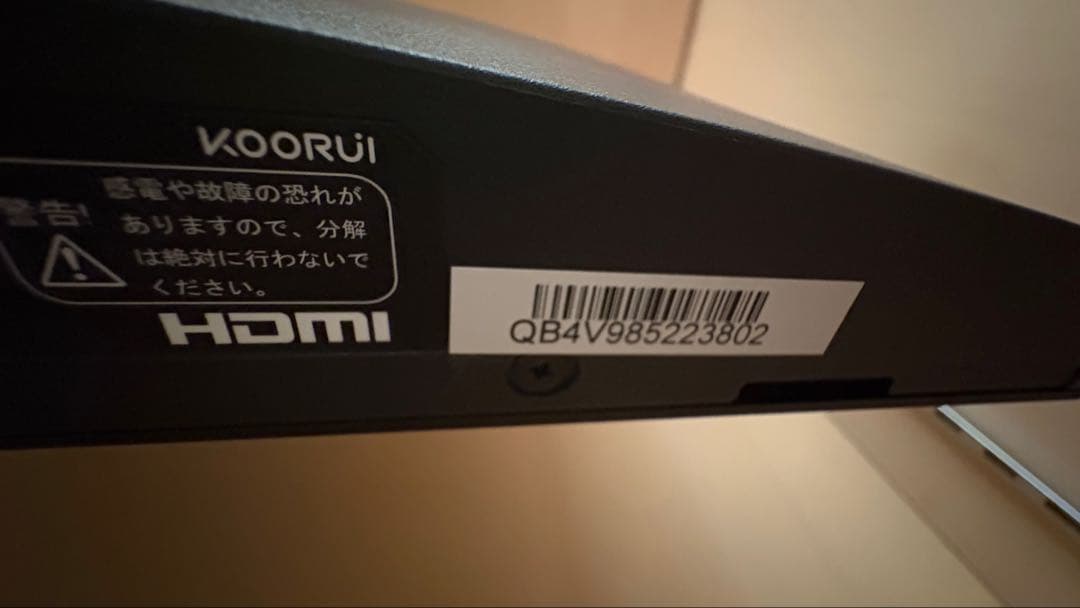 KOORUI
警告!
感電や故障の恐れが
ありますので、分解
は絶対に行わないで
ください。
HDMI
QB4V985223802